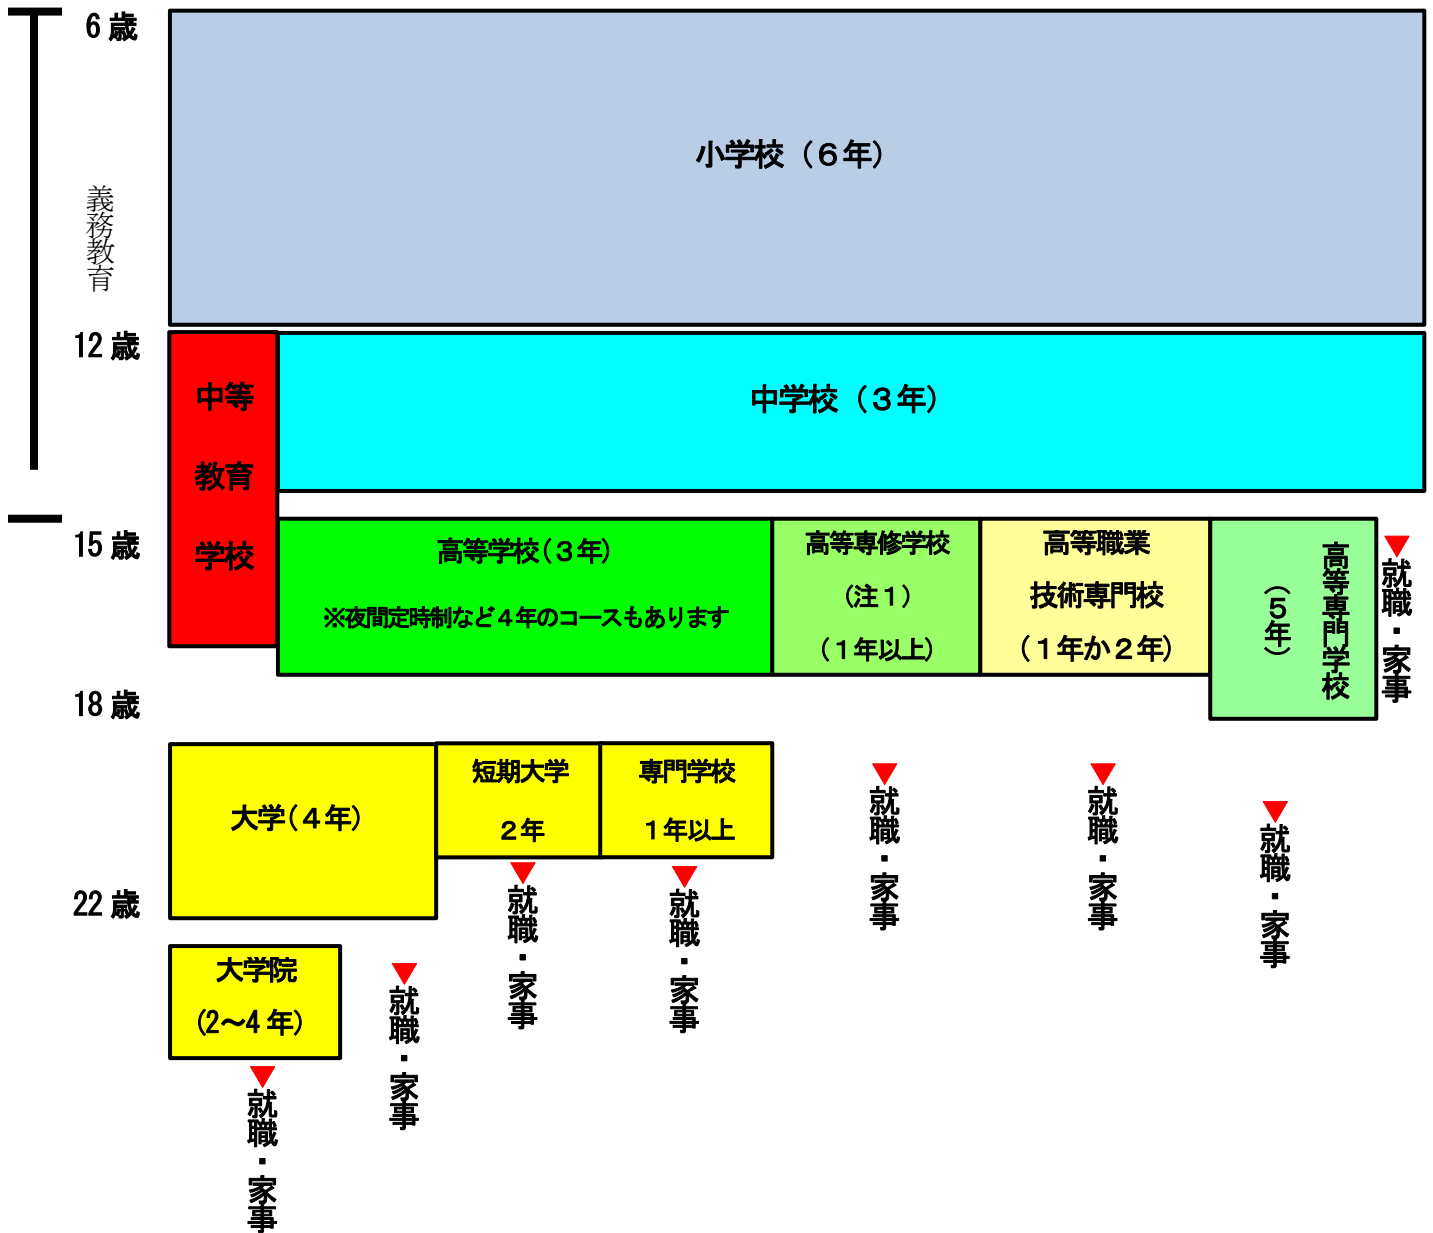 6 歳
小学校（６年）
義務教育
12 歳
中等
教育
学校
中学校（３年）
15 歳
高等学校（３年）
※夜間定時制など４年のコースもあります
高等専修学校
（注１）
（１年以上）
高等職業
技術専門校
（１年か２年）
高等専門学校
（５年）
就職・家事
18 歳
大学（４年）
短期大学
２年
専門学校
１年以上
就職・家事
就職・家事
就職・家事
就職・家事
就職・家事
22 歳
大学院
（2～4 年）
就職・家事
就職・家事